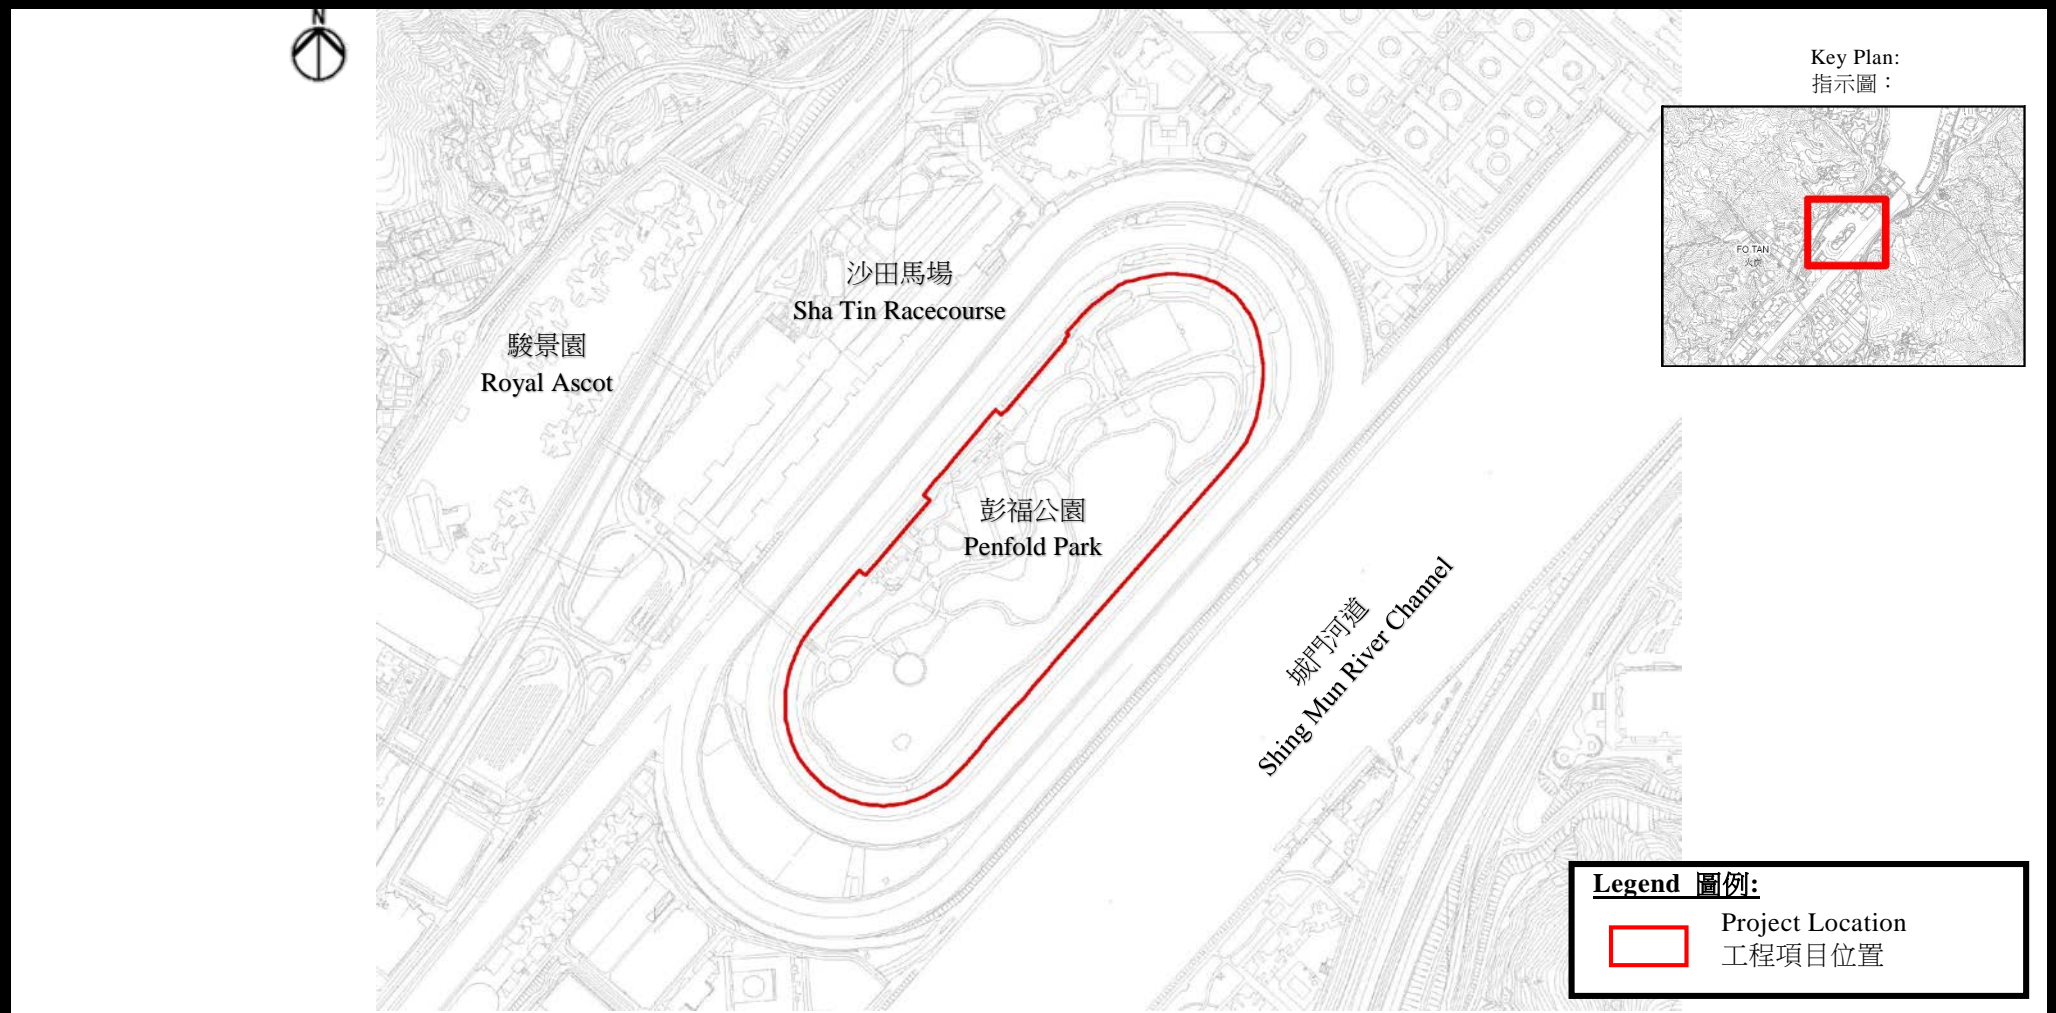 N
Key Plan:
指示圖：
FO TAN
火炭
沙田馬場
Sha Tin Racecourse
駿景園
Royal Ascot
彭福公園
Penfold Park
城門河道
Shing Mun River Channel
Legend 圖例:
Project Location
工程項目位置